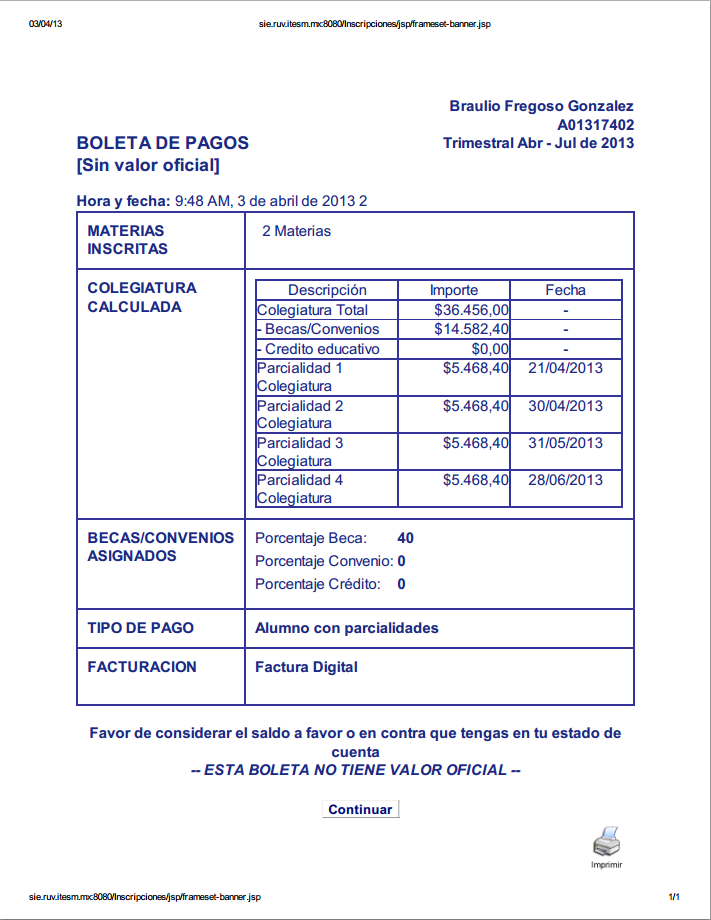 03/04/13 sie.ruv.itesm.mx:8080/Inscripciones/jsp/frameset-banner.jsp
Braulio Fregoso Gonzalez
A01317402
Trimestral Abr - Jul de 2013
BOLETA DE PAGOS
[Sin valor oficial]
Hora y fecha: 9:48 AM, 3 de abril de 2013 2
MATERIAS
INSCRITAS
2 Materias
COLEGIATURA
CALCULADA
Descripción Importe Fecha
Colegiatura Total $36.456,00 -
- Becas/Convenios $14.582,40 -
- Credito educativo $0,00 -
Parcialidad 1 $5.468,40 21/04/2013
Colegiatura
Parcialidad 2 $5.468,40 30/04/2013
Colegiatura
Parcialidad 3 $5.468,40 31/05/2013
Colegiatura
Parcialidad 4 $5.468,40 28/06/2013
Colegiatura
BECAS/CONVENIOS
ASIGNADOS
Porcentaje Beca: 40
Porcentaje Convenio: 0
Porcentaje Crédito: 0
TIPO DE PAGO Alumno con parcialidades
FACTURACION Factura Digital
Favor de considerar el saldo a favor o en contra que tengas en tu estado de
cuenta
-- ESTA BOLETA NO TIENE VALOR OFICIAL --
Continuar
Imprimir
sie.ruv.itesm.mx:8080/Inscripciones/jsp/frameset-banner.jsp 1/1